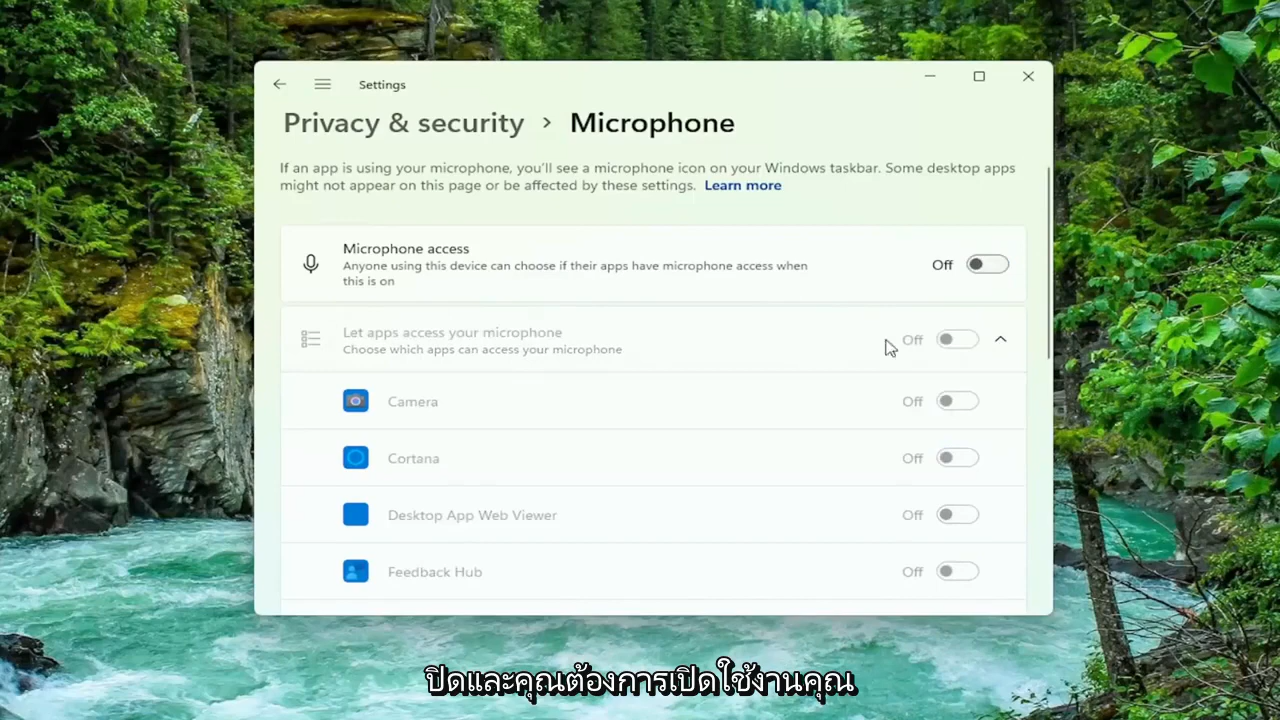 Settings
Privacy & security › Microphone
If an app is using your microphone, you'll see a microphone icon on your Windows taskbar. Some desktop apps
might not appear on this page or be affected by these settings. Learn more
Microphone access
Anyone using this device can choose if their apps have microphone access when
this is on
Off
Let apps access your microphone
Choose which apps can access your microphone
Off
Camera
Off
Cortana
Off
Desktop App Web Viewer
Off
Feedback Hub
Off
ปิดและคุณต้องการเปิดใช้งานคุณ